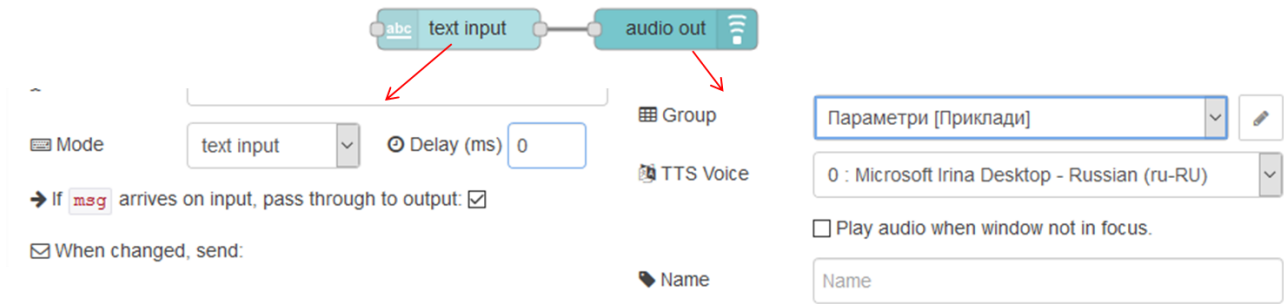 abc text input audio out
Group Параметри [Приклади]
Mode text input Delay (ms) 0
TTS Voice 0 : Microsoft Irina Desktop - Russian (ru-RU)
If msg arrives on input, pass through to output:
Play audio when window not in focus.
When changed, send:
Name Name